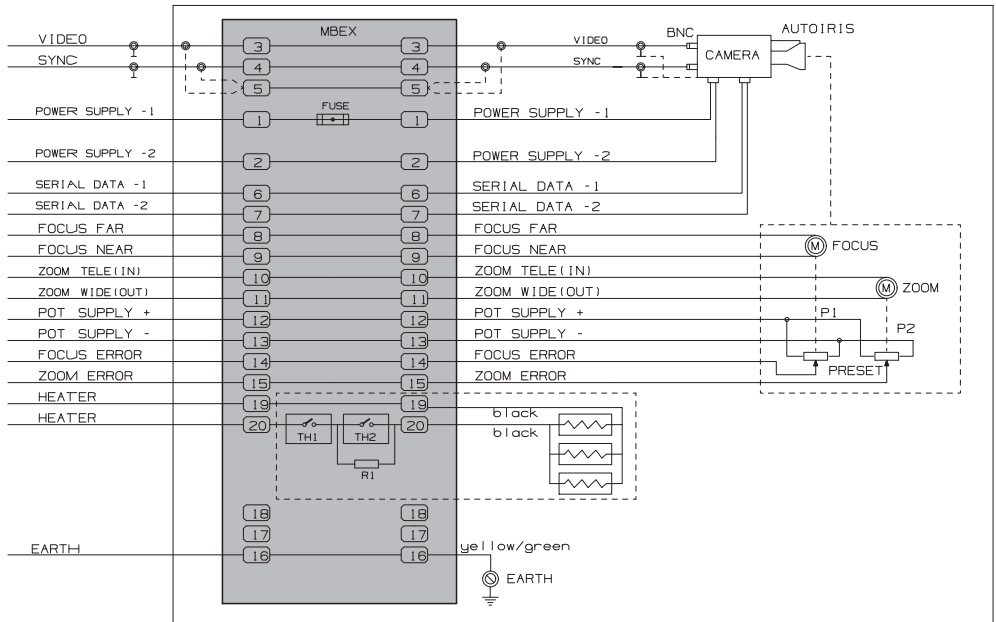 MBEX
VIDEO 3 3 VIDEO BNC AUTOIRIS
SYNC 4 4 SYNC CAMERA
5 5
FUSE
POWER SUPPLY -1 1 1 POWER SUPPLY -1
POWER SUPPLY -2 2 2 POWER SUPPLY -2
SERIAL DATA -1 6 6 SERIAL DATA -1
SERIAL DATA -2 7 7 SERIAL DATA -2
FOCUS FAR 8 8 FOCUS FAR
M FOCUS
FOCUS NEAR 9 9 FOCUS NEAR
ZOOM TELE(IN) 10 10 ZOOM TELE(IN)
M ZOOM
ZOOM WIDE(OUT) 11 11 ZOOM WIDE(OUT)
POT SUPPLY + 12 12 POT SUPPLY + P1
POT SUPPLY - 13 13 POT SUPPLY - P2
FOCUS ERROR 14 14 FOCUS ERROR
PRESET
ZOOM ERROR 15 15 ZOOM ERROR
HEATER 19 19 black
HEATER 20 TH1 TH2 20 black
R1
18 18
17 17
EARTH 16 16 yellow/green
EARTH